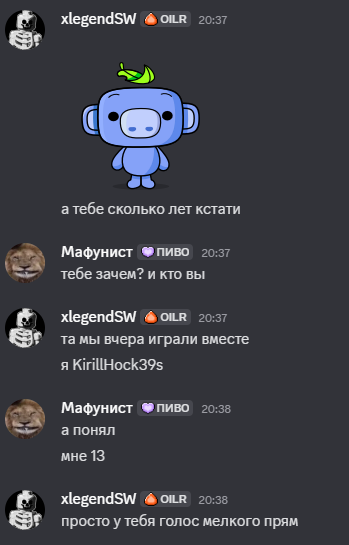 xlegendSW OILR 20:37
а тебе сколько лет кстати
Мафунист ПИВО 20:37
тебе зачем? и кто вы
xlegendSW OILR 20:37
та мы вчера играли вместе
я KirillHock39s
Мафунист ПИВО 20:38
а понял
мне 13
xlegendSW OILR 20:38
просто у тебя голос мелкого прям